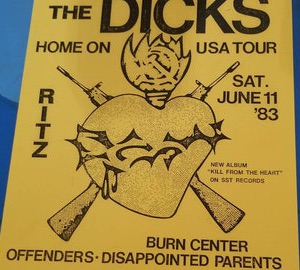 THE DICKS
HOME ON USA TOUR
SAT.
JUNE 11
'83
RITZ
NEW ALBUM
"KILL FROM THE HEART"
ON SST RECORDS
BURN CENTER
OFFENDERS · DISAPPOINTED PARENTS